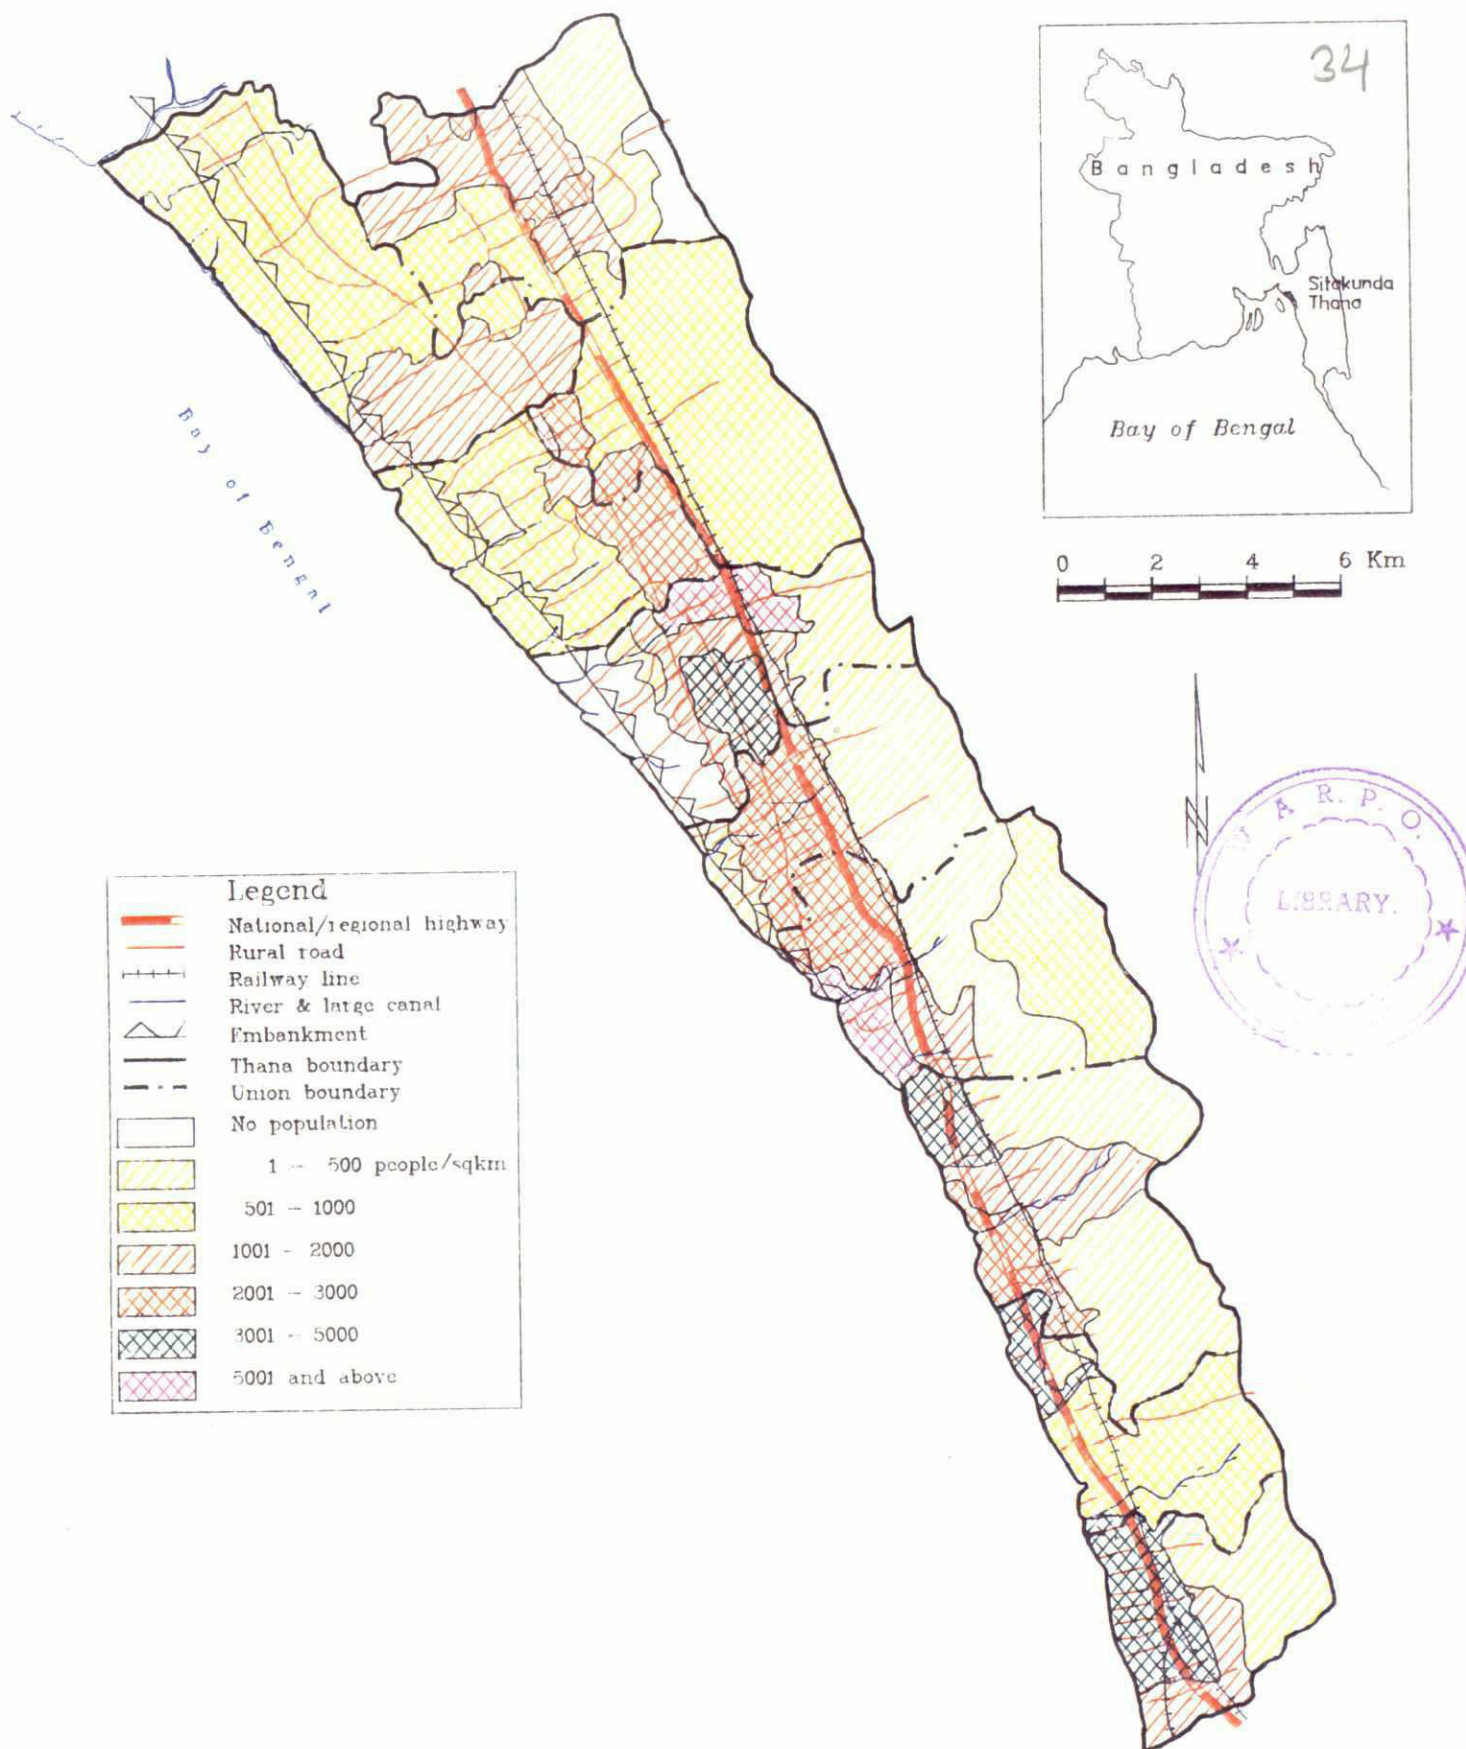 34
Bangladesh
Sitakunda
Thana
Bay of Bengal
0 2 4 6 Km
N
Bay of Bengal
W A R. P. O.
LIBRARY.
Legend
National/regional highway
Rural road
Railway line
River & large canal
Embankment
Thana boundary
Union boundary
No population
1 - 500 people/sqkm
501 - 1000
1001 - 2000
2001 - 3000
3001 - 5000
5001 and above